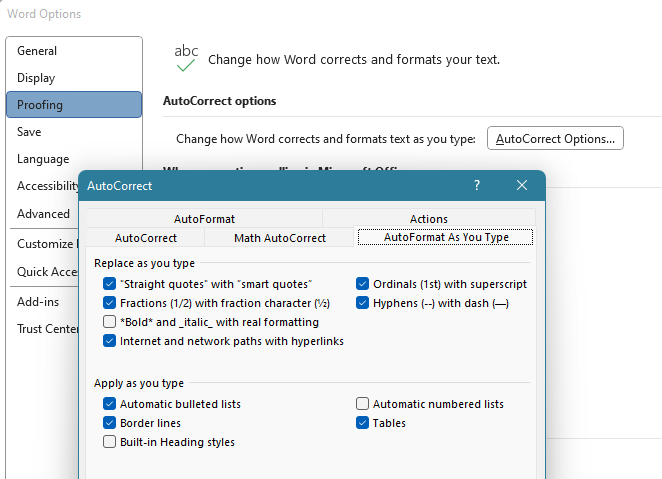 Word Options
General
Display
Proofing
Save
Language
Accessibility
Advanced
Customize
Quick
Add-ins
Trust Center
abc
Change how Word corrects and formats your text.
AutoCorrect options
Change how Word corrects and formats text as you type: AutoCorrect Options...
AutoCorrect ?
AutoFormat Actions
AutoCorrect Math AutoCorrect AutoFormat As You Type
Replace as you type
"Straight quotes" with “smart quotes” Ordinals (1st) with superscript
Fractions (1/2) with fraction character (½) Hyphens (--) with dash (—)
*Bold* and _italic_ with real formatting
Internet and network paths with hyperlinks
Apply as you type
Automatic bulleted lists Automatic numbered lists
Border lines Tables
Built-in Heading styles